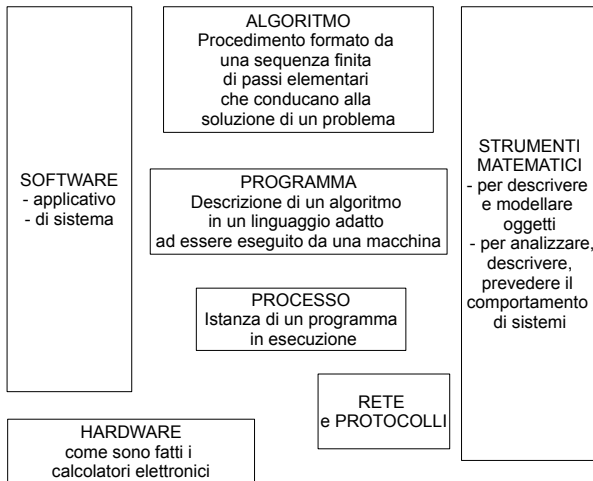 ALGORITMO
Procedimento formato da
una sequenza finita
di passi elementari
che conducano alla
soluzione di un problema
SOFTWARE
- applicativo
- di sistema
PROGRAMMA
Descrizione di un algoritmo
in un linguaggio adatto
ad essere eseguito da una macchina
STRUMENTI
MATEMATICI
- per descrivere
e modellare
oggetti
- per analizzare,
descrivere,
prevedere il
comportamento
di sistemi
PROCESSO
Istanza di un programma
in esecuzione
RETE
e PROTOCOLLI
HARDWARE
come sono fatti i
calcolatori elettronici